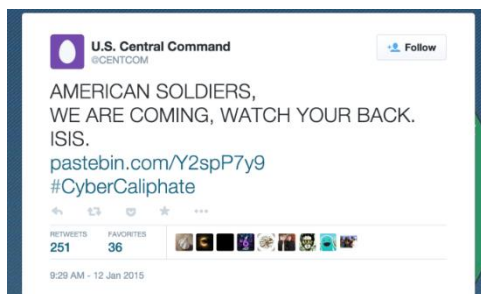 U.S. Central Command
@CENTCOM
Follow
AMERICAN SOLDIERS,
WE ARE COMING, WATCH YOUR BACK.
ISIS.
pastebin.com/Y2spP7y9
#CyberCaliphate
RETWEETS FAVORITES
251 36
9:29 AM - 12 Jan 2015